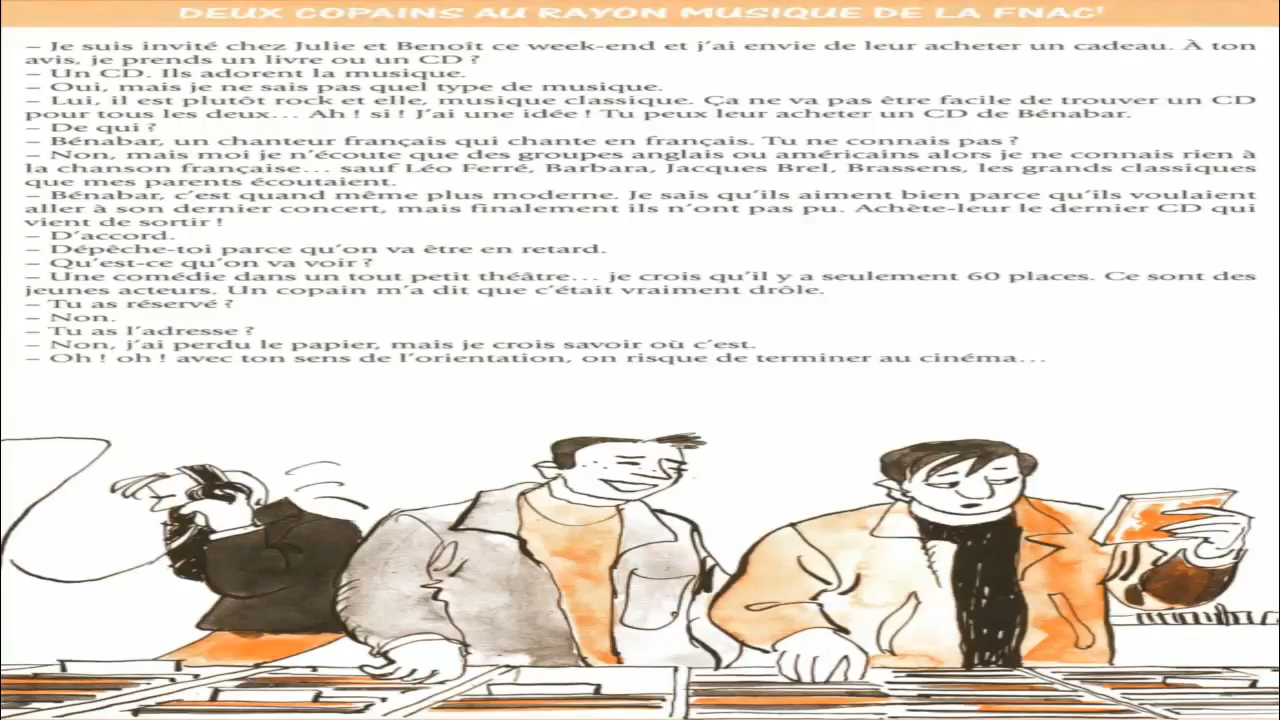 DEUX COPAINS AU RAYON MUSIQUE DE LA FNAC¹
– Je suis invité chez Julie et Benoît ce week-end et j'ai envie de leur acheter un cadeau. À ton
avis, je prends un livre ou un CD ?
– Un CD. Ils adorent la musique.
– Oui, mais je ne sais pas quel type de musique.
– Lui, il est plutôt rock et elle, musique classique. Ça ne va pas être facile de trouver un CD
pour tous les deux… Ah ! si ! J'ai une idée ! Tu peux leur acheter un CD de Bénabar.
– De qui ?
– Bénabar, un chanteur français qui chante en français. Tu ne connais pas ?
– Non, mais moi je n'écoute que des groupes anglais ou américains alors je ne connais rien à
la chanson française… sauf Léo Ferré, Barbara, Jacques Brel, Brassens, les grands classiques
que mes parents écoutaient.
– Bénabar, c'est quand même plus moderne. Je sais qu'ils aiment bien parce qu'ils voulaient
aller à son dernier concert, mais finalement ils n'ont pas pu. Achète-leur le dernier CD qui
vient de sortir !
– D'accord.
– Dépêche-toi parce qu'on va être en retard.
– Qu'est-ce qu'on va voir ?
– Une comédie dans un tout petit théâtre… je crois qu'il y a seulement 60 places. Ce sont des
jeunes acteurs. Un copain m'a dit que c'était vraiment drôle.
– Tu as réservé ?
– Non.
– Tu as l'adresse ?
– Non, j'ai perdu le papier, mais je crois savoir où c'est.
– Oh ! oh ! avec ton sens de l'orientation, on risque de terminer au cinéma…